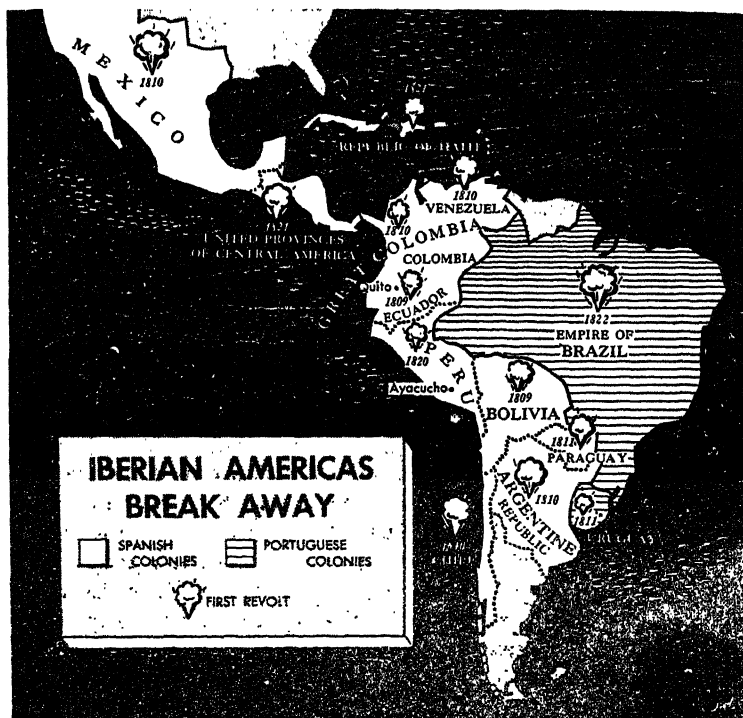 MEXICO
1810
REPUBLIC OF HAITI
1810
VENEZUELA
1810
1821
UNITED PROVINCES
OF CENTRAL AMERICA
GREAT COLOMBIA
COLOMBIA
Quito
1809
ECUADOR
1822
EMPIRE OF
BRAZIL
1820
PERU
Ayacucho
1809
BOLIVIA
1811
PARAGUAY
1810
ARGENTINE
REPUBLIC
1811
URUGUAY
CHILE
IBERIAN AMERICAS
BREAK AWAY
SPANISH
COLONIES
PORTUGUESE
COLONIES
FIRST REVOLT